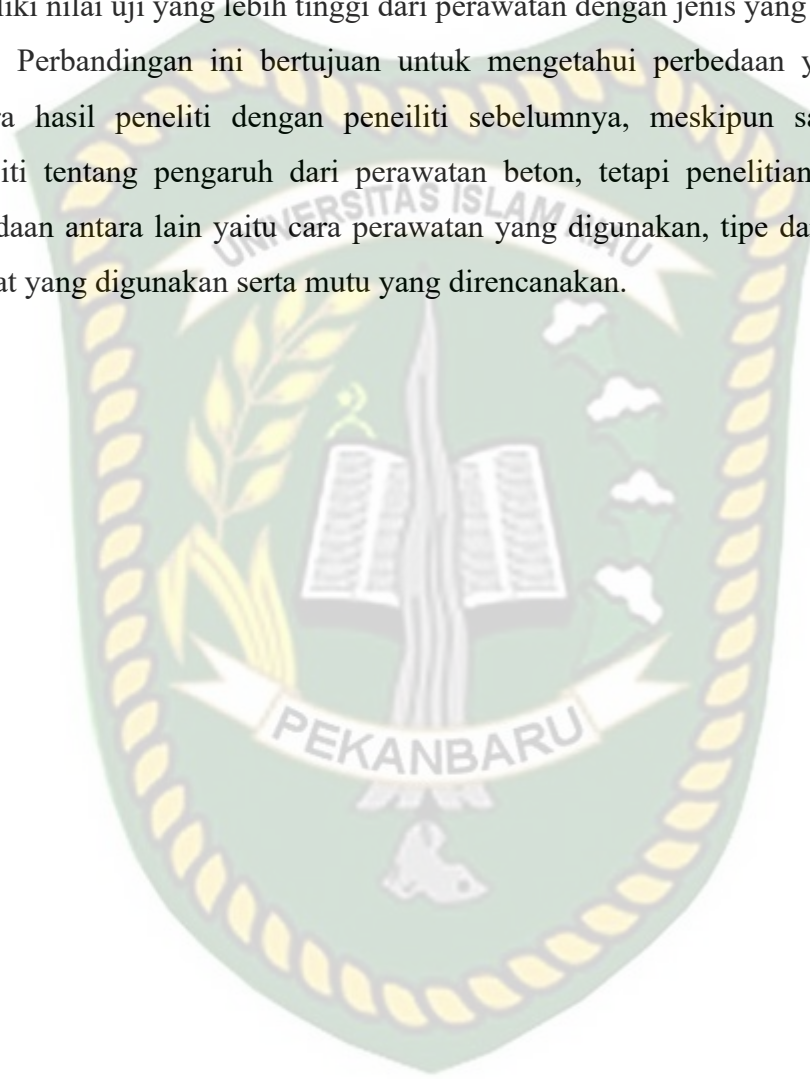 liki nilai uji yang lebih tinggi dari perawatan dengan jenis yang
Perbandingan ini bertujuan untuk mengetahui perbedaan y
ra hasil peneliti dengan peneiliti sebelumnya, meskipun sa
iti tentang pengaruh dari perawatan beton, tetapi penelitian
daan antara lain yaitu cara perawatan yang digunakan, tipe da
at yang digunakan serta mutu yang direncanakan.
UNIVERSITAS ISLAM RIAU
PEKANBARU